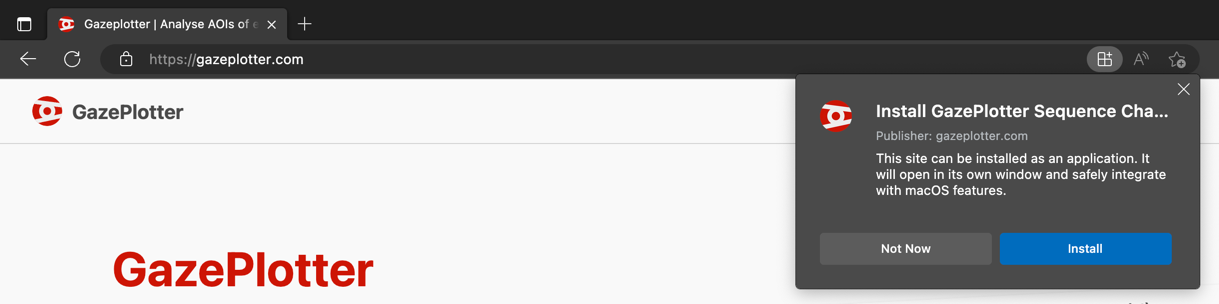 Gazeplotter | Analyse AOIs of e
https://gazeplotter.com
GazePlotter
Install GazePlotter Sequence Cha...
Publisher: gazeplotter.com
This site can be installed as an application. It
will open in its own window and safely integrate
with macOS features.
Not Now
Install
GazePlotter